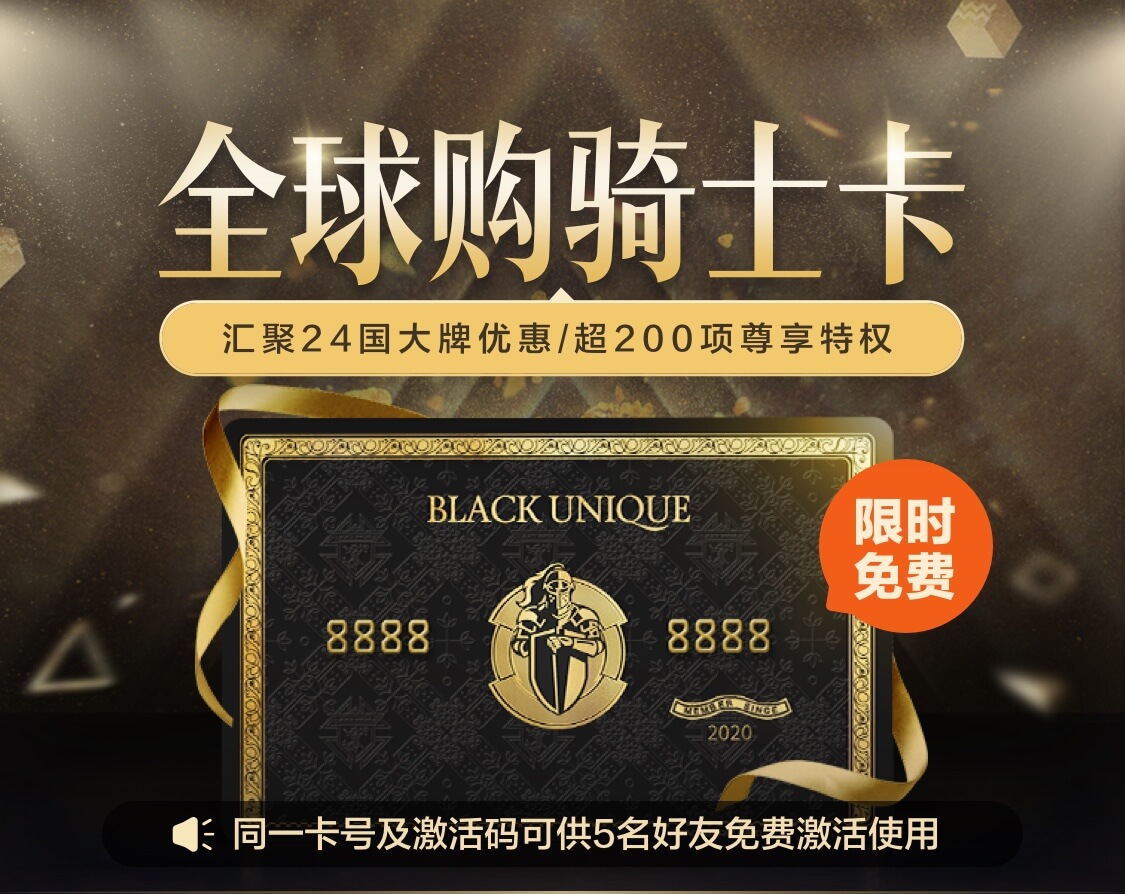 全球购骑士卡
汇聚24国大牌优惠/超200项尊享特权
BLACK UNIQUE
限时
免费
8888
8888
MEMBER SINCE
2020
同一卡号及激活码可供5名好友免费激活使用